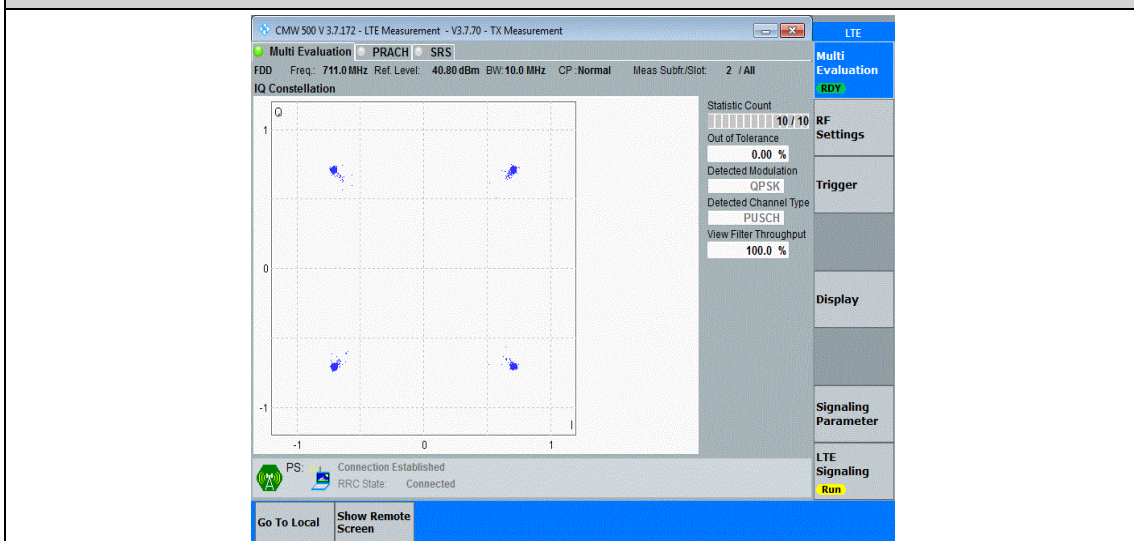 CMW 500 V 3.7.172 - LTE Measurement - V3.7.70 - TX Measurement
LTE
Multi Evaluation PRACH SRS
FDD Freq.: 711.0 MHz Ref. Level: 40.80 dBm BW: 10.0 MHz CP : Normal Meas Subfr./Slot: 2 / All
IQ Constellation
Q
1
0
-1
-1 0 1
I
Statistic Count
10 / 10
Out of Tolerance
0.00 %
Detected Modulation
QPSK
Detected Channel Type
PUSCH
View Filter Throughput
100.0 %
Multi
Evaluation
RDY
RF
Settings
Trigger
Display
Signaling
Parameter
LTE
Signaling
Run
PS: Connection Established
RRC State: Connected
Go To Local
Show Remote
Screen